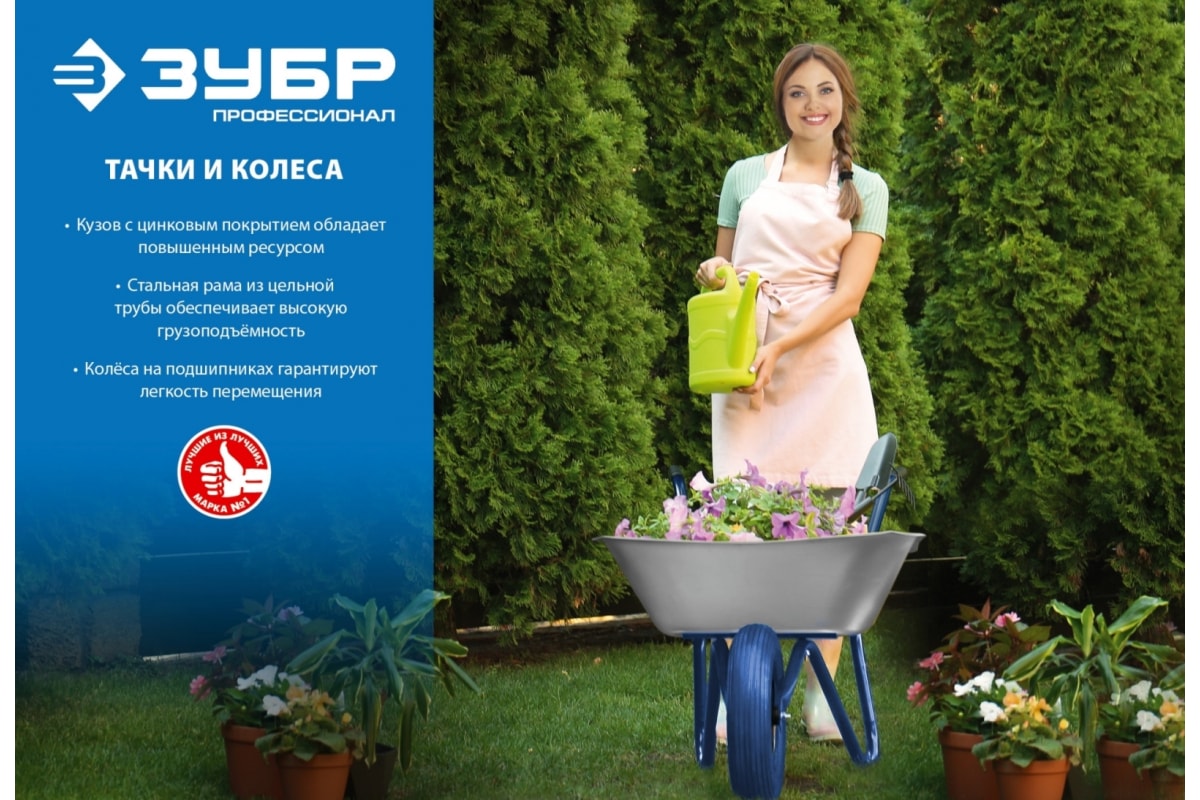 ЗУБР
ПРОФЕССИОНАЛ
ТАЧКИ И КОЛЕСА
• Кузов с цинковым покрытием обладает
повышенным ресурсом
• Стальная рама из цельной
трубы обеспечивает высокую
грузоподъёмность
• Колёса на подшипниках гарантируют
легкость перемещения
ЛУЧШИЕ ИЗ ЛУЧШИХ
МАРКА №1